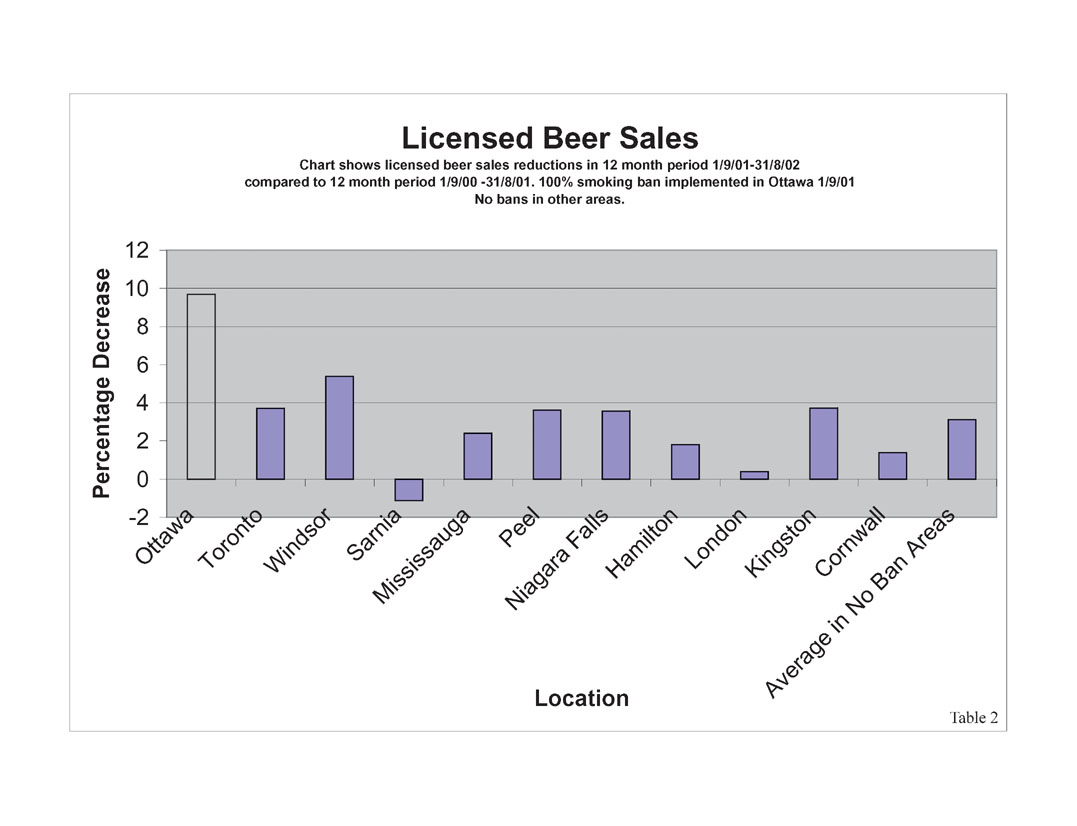 Licensed Beer Sales
Chart shows licensed beer sales reductions in 12 month period 1/9/01-31/8/02
compared to 12 month period 1/9/00 -31/8/01. 100% smoking ban implemented in Ottawa 1/9/01
No bans in other areas.
Percentage Decrease
12
10
8
6
4
2
0
-2
Ottawa
Toronto
Windsor
Sarnia
Mississauga
Peel
Niagara Falls
Hamilton
London
Kingston
Cornwall
Average in No Ban Areas
Location
Table 2